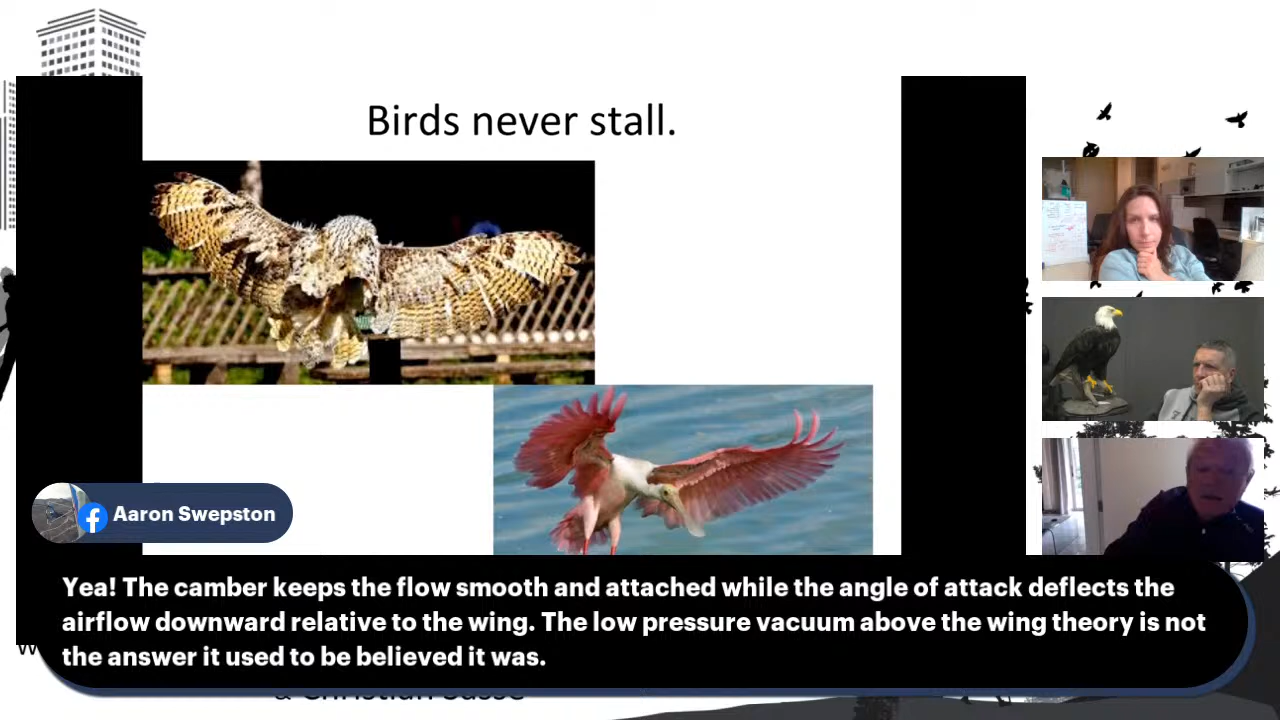 Birds never stall.
Aaron Swepston
Yea! The camber keeps the flow smooth and attached while the angle of attack deflects the
airflow downward relative to the wing. The low pressure vacuum above the wing theory is not
the answer it used to be believed it was.